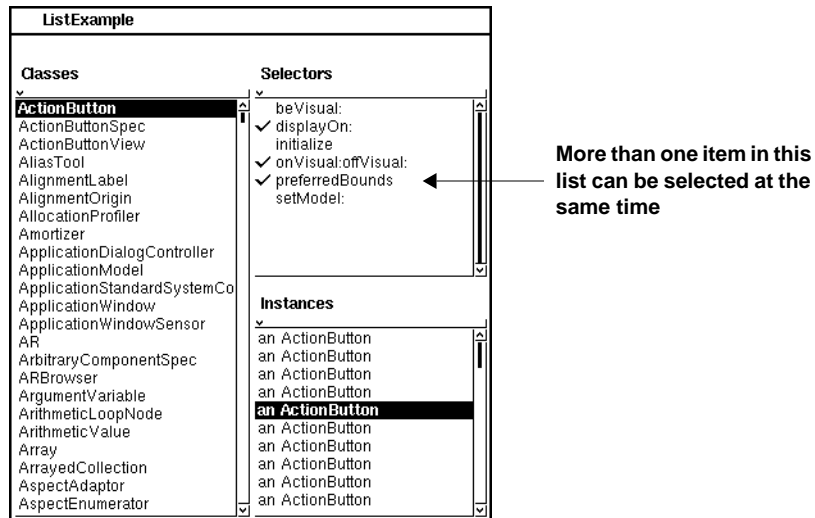 ListExample
Classes
ActionButton
ActionButtonSpec
ActionButtonView
AliasTool
AlignmentLabel
AlignmentOrigin
AllocationProfiler
Amortizer
ApplicationDialogController
ApplicationModel
ApplicationStandardSystemCo
ApplicationWindow
ApplicationWindowSensor
AR
ArbitraryComponentSpec
ARBrowser
ArgumentVariable
ArithmeticLoopNode
ArithmeticValue
Array
ArrayedCollection
AspectAdaptor
AspectEnumerator
Selectors
beVisual:
displayOn:
initialize
onVisual:offVisual:
preferredBounds
setModel:
Instances
an ActionButton
an ActionButton
an ActionButton
an ActionButton
an ActionButton
an ActionButton
an ActionButton
an ActionButton
an ActionButton
an ActionButton
More than one item in this
list can be selected at the
same time